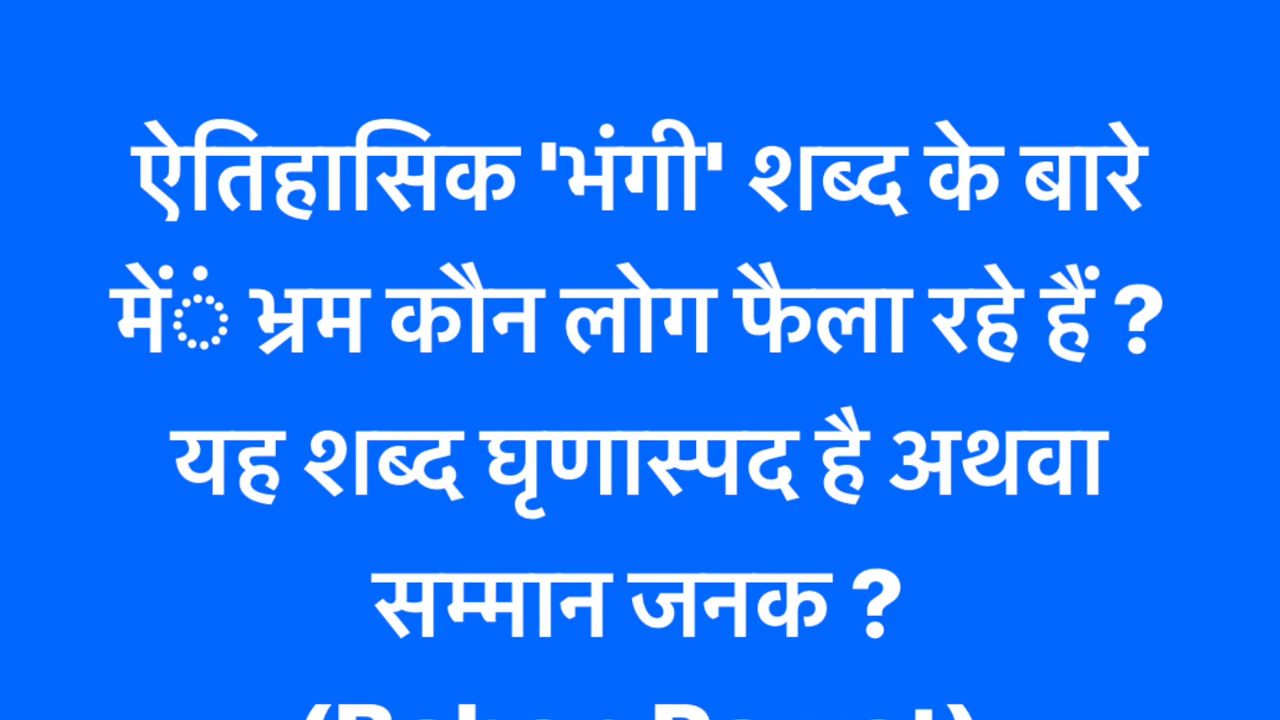 ऐतिहासिक 'भंगी' शब्द के बारे
मेंं भ्रम कौन लोग फैला रहे हैं ?
यह शब्द घृणास्पद है अथवा
सम्मान जनक ?